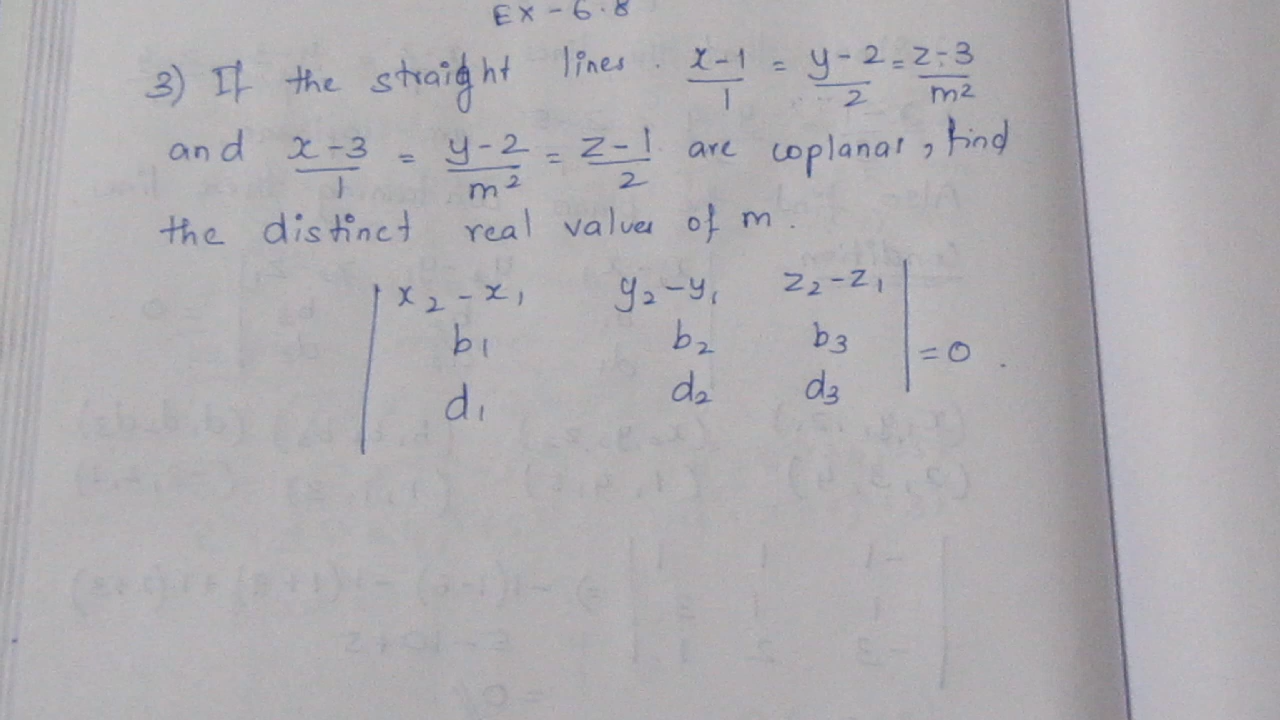 EX - 6.8
3) If the straight lines. x-1/1 = y-2/2 = z-3/m²
and x-3/1 = y-2/m² = z-1/2 are coplanar, find
the distinct real values of m.
| x₂-x₁ y₂-y₁ z₂-z₁ |
| b₁ b₂ b₃ | = 0.
| d₁ d₂ d₃ |